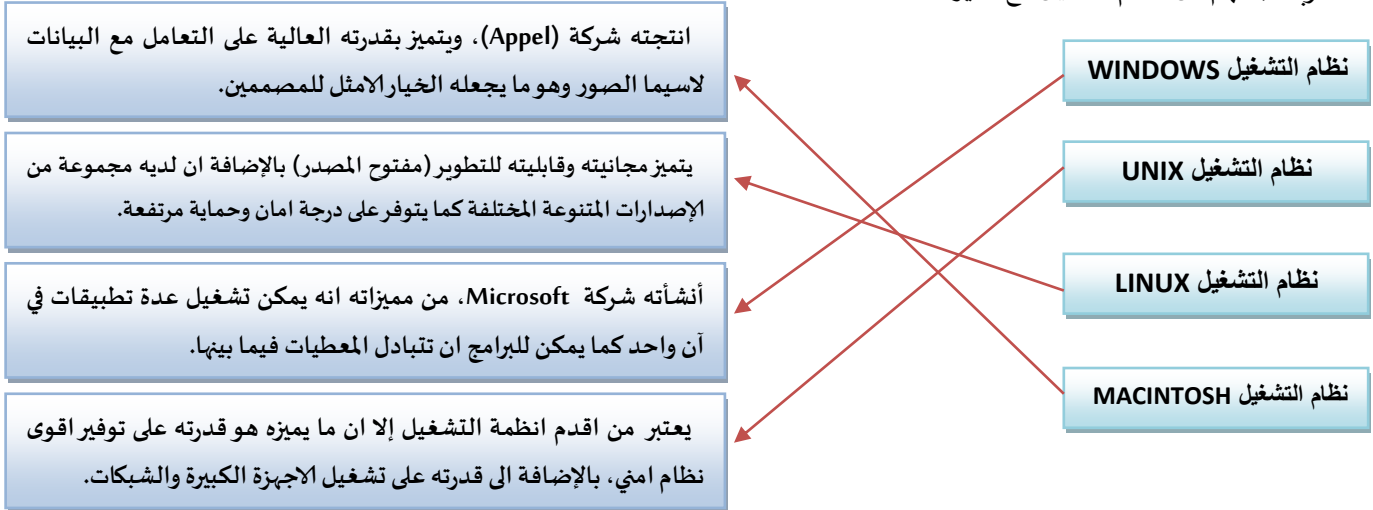 نظام التشغيل WINDOWS
نظام التشغيل UNIX
نظام التشغيل LINUX
نظام التشغيل MACINTOSH
انتجته شركة (Appel)، ويتميز بقدرته العالية على التعامل مع البيانات
لاسيما الصور وهو ما يجعله الخيار الامثل للمصممين.
يتميز مجانيته وقابليته للتطوير (مفتوح المصدر) بالإضافة ان لديه مجموعة من
الإصدارات المتنوعة المختلفة كما يتوفر على درجة امان وحماية مرتفعة.
أنشأته شركة Microsoft، من مميزاته انه يمكن تشغيل عدة تطبيقات في
آن واحد كما يمكن للبرامج ان تتبادل المعطيات فيما بينها.
يعتبر من اقدم انظمة التشغيل إلا ان ما يميزه هو قدرته على توفير اقوى
نظام امني، بالإضافة الى قدرته على تشغيل الاجهزة الكبيرة والشبكات.